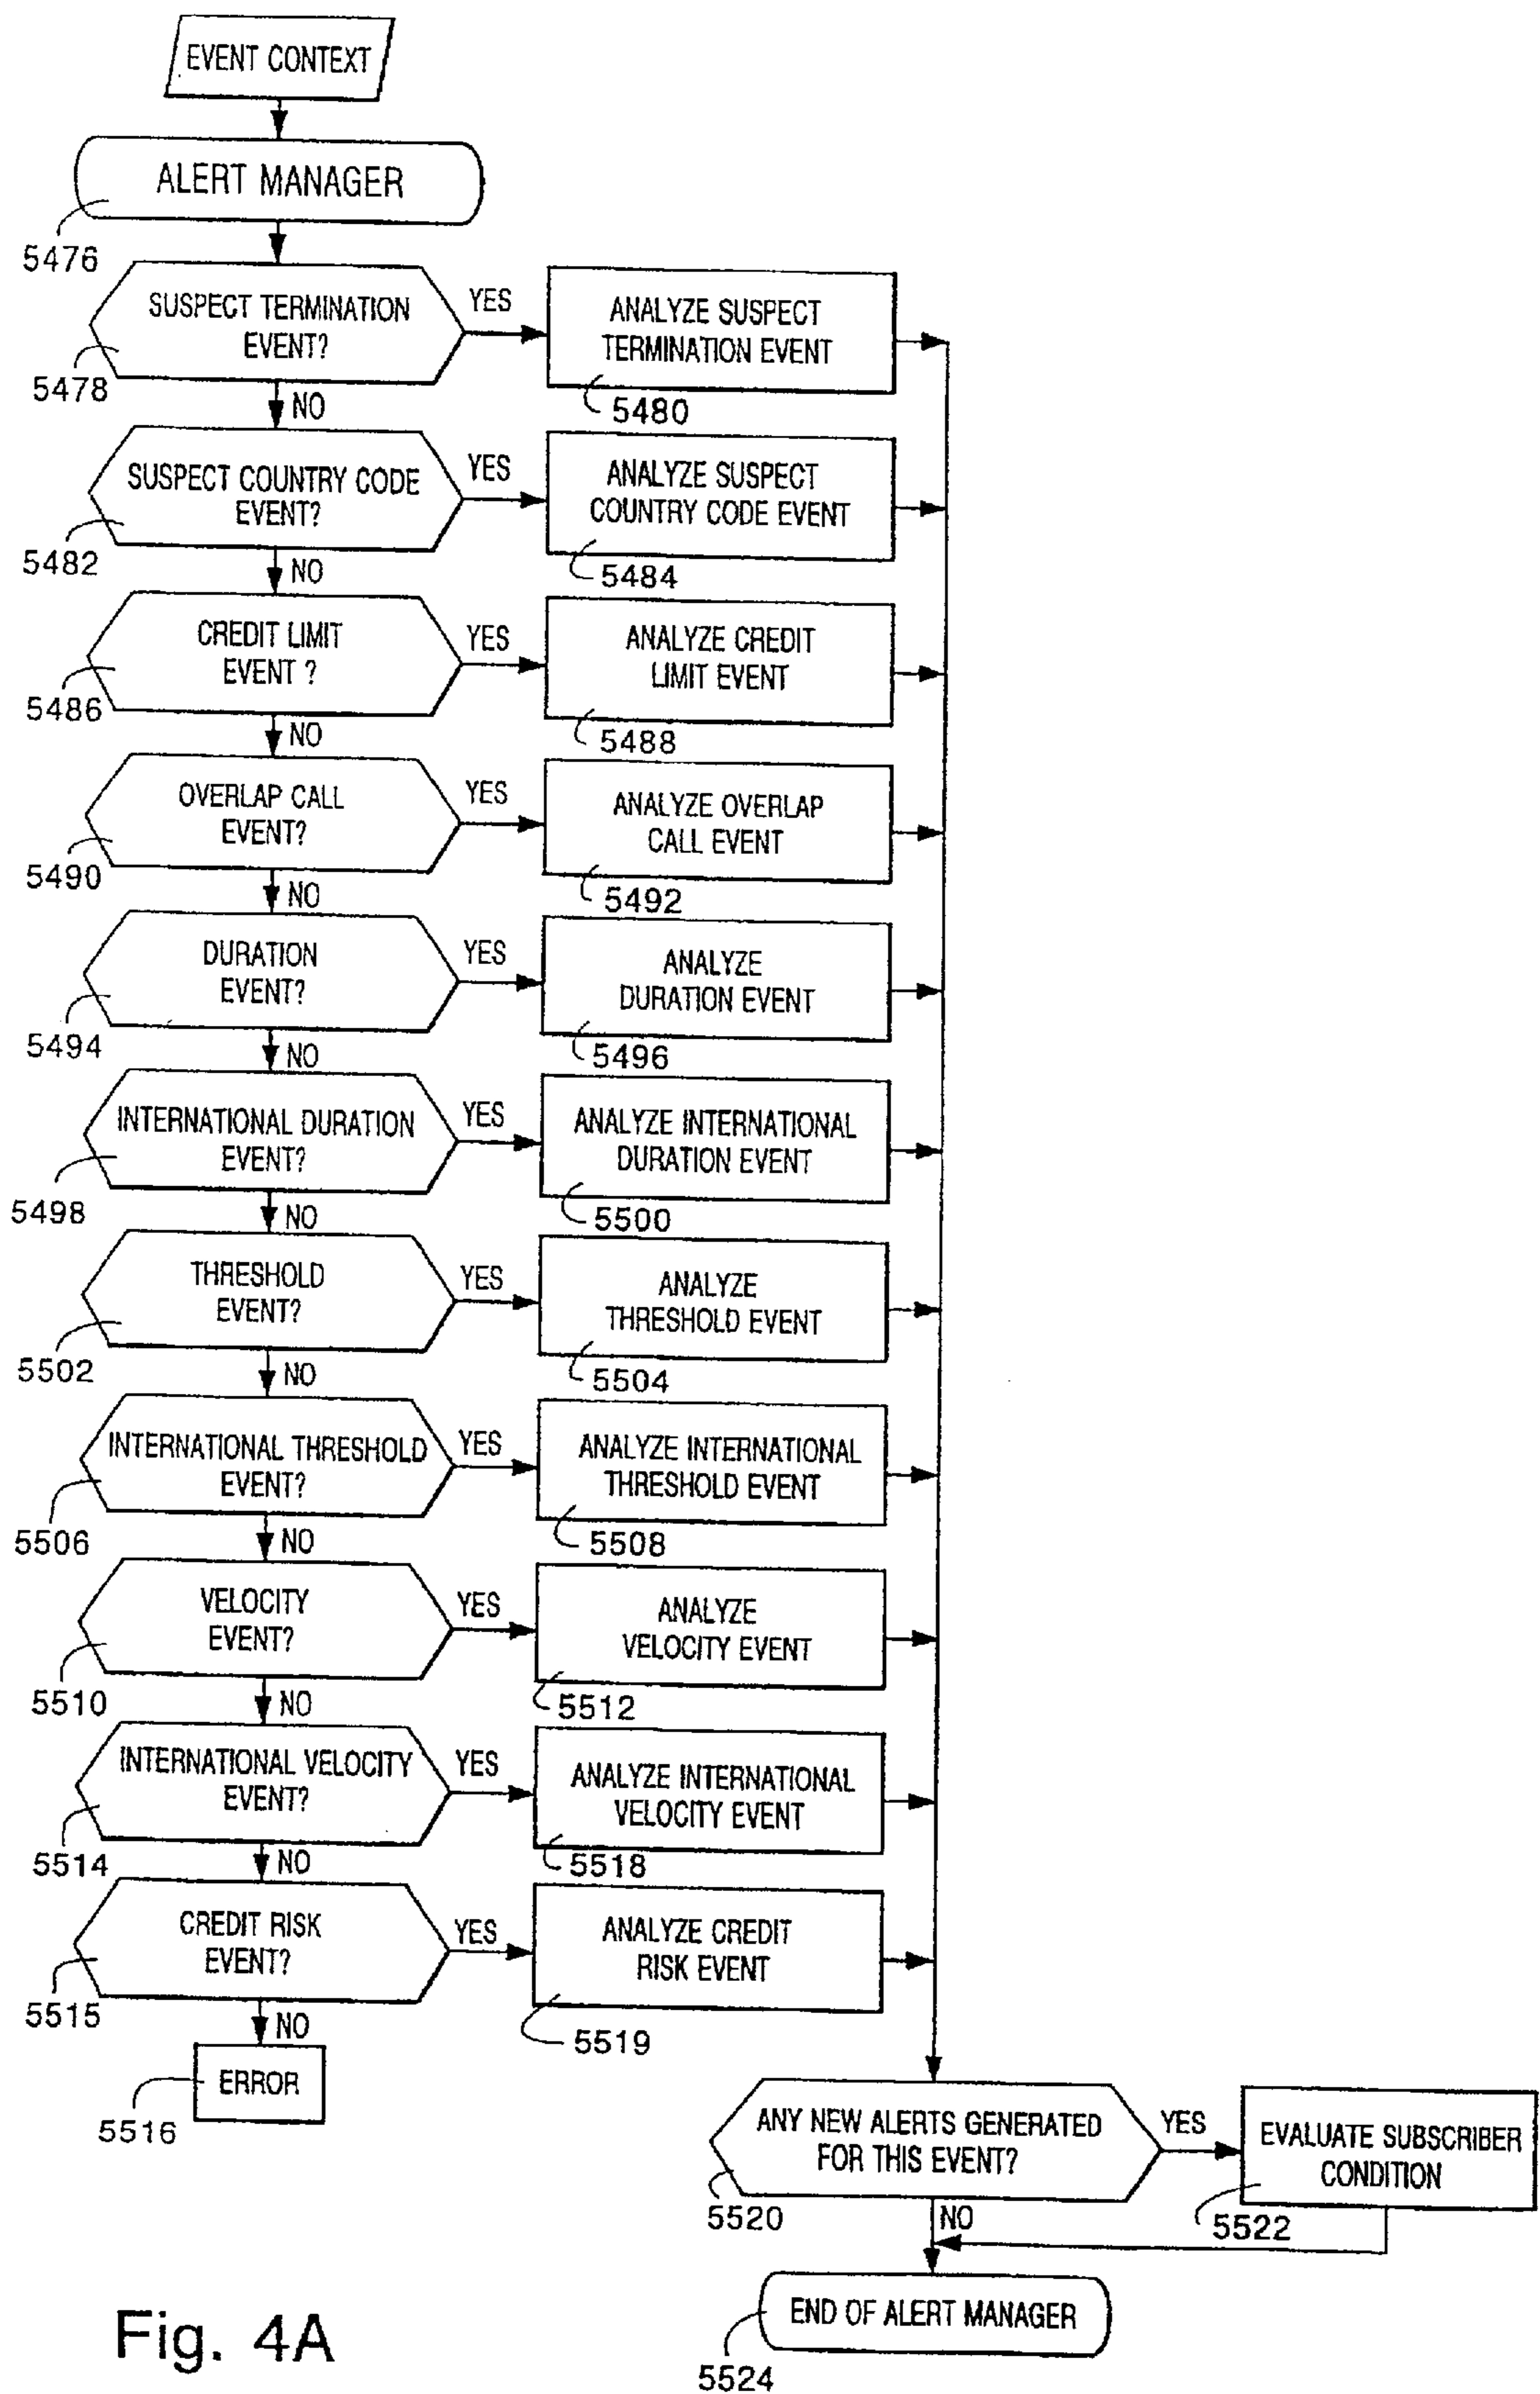 EVENT CONTEXT
ALERT MANAGER
5476
SUSPECT TERMINATION
EVENT?
5478
YES
ANALYZE SUSPECT
TERMINATION EVENT
5480
NO
SUSPECT COUNTRY CODE
EVENT?
5482
YES
ANALYZE SUSPECT
COUNTRY CODE EVENT
5484
NO
CREDIT LIMIT
EVENT ?
5486
YES
ANALYZE CREDIT
LIMIT EVENT
5488
NO
OVERLAP CALL
EVENT?
5490
YES
ANALYZE OVERLAP
CALL EVENT
5492
NO
DURATION
EVENT?
5494
YES
ANALYZE
DURATION EVENT
5496
NO
INTERNATIONAL DURATION
EVENT?
5498
YES
ANALYZE INTERNATIONAL
DURATION EVENT
5500
NO
THRESHOLD
EVENT?
5502
YES
ANALYZE
THRESHOLD EVENT
5504
NO
INTERNATIONAL THRESHOLD
EVENT?
5506
YES
ANALYZE INTERNATIONAL
THRESHOLD EVENT
5508
NO
VELOCITY
EVENT?
5510
YES
ANALYZE
VELOCITY EVENT
5512
NO
INTERNATIONAL VELOCITY
EVENT?
5514
YES
ANALYZE INTERNATIONAL
VELOCITY EVENT
5518
NO
CREDIT RISK
EVENT?
5515
YES
ANALYZE CREDIT
RISK EVENT
5519
NO
ERROR
5516
ANY NEW ALERTS GENERATED
FOR THIS EVENT?
5520
YES
EVALUATE SUBSCRIBER
CONDITION
5522
NO
END OF ALERT MANAGER
5524
Fig. 4A